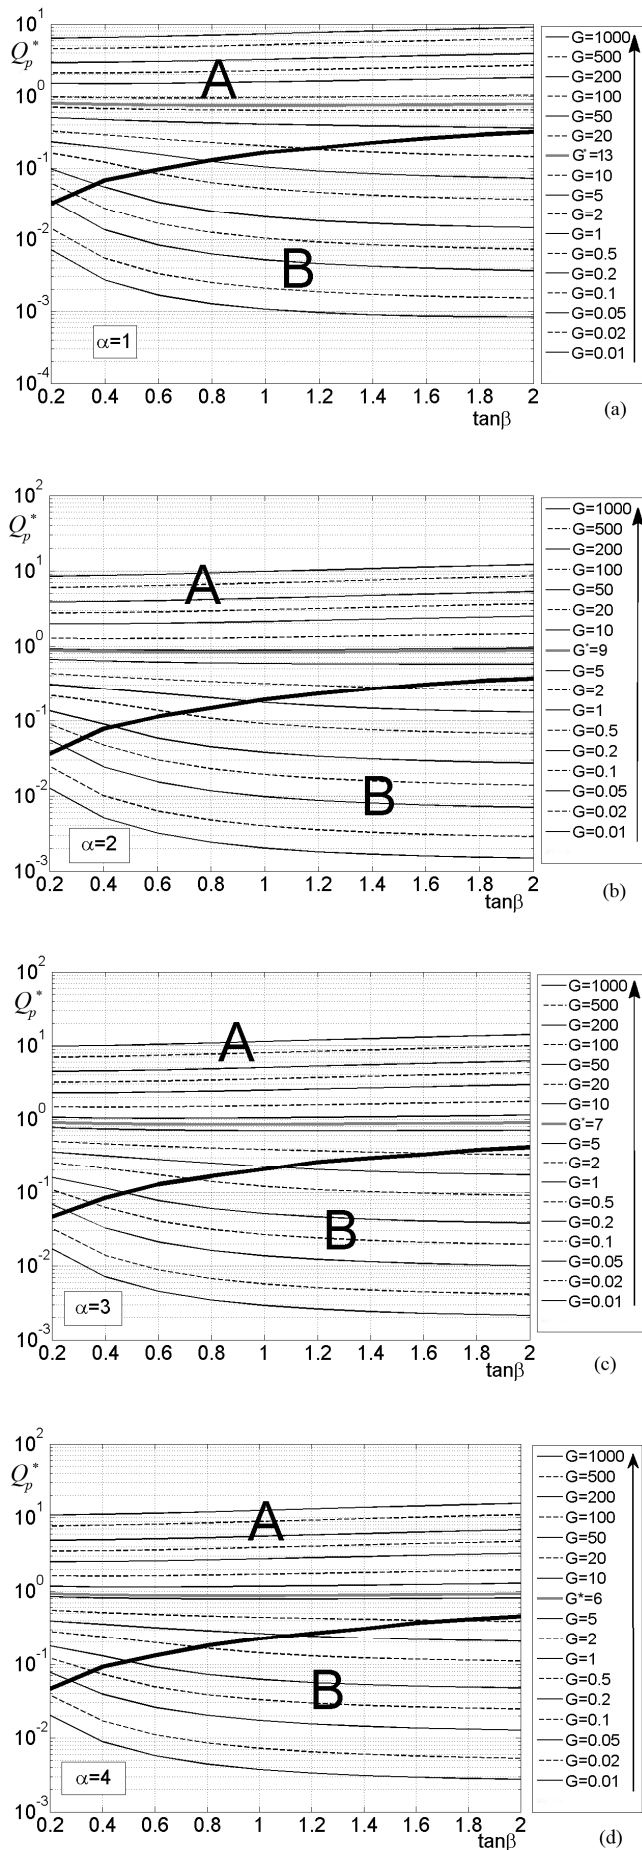 10^1
Q_p^*
10^0
10^-1
10^-2
10^-3
10^-4
A
B
α=1
0.2 0.4 0.6 0.8 1 1.2 1.4 1.6 1.8 2
tanβ
G=1000
G=500
G=200
G=100
G=50
G=20
G*=13
G=10
G=5
G=2
G=1
G=0.5
G=0.2
G=0.1
G=0.05
G=0.02
G=0.01
(a)
10^2
Q_p^*
10^1
10^0
10^-1
10^-2
10^-3
A
B
α=2
0.2 0.4 0.6 0.8 1 1.2 1.4 1.6 1.8 2
tanβ
G=1000
G=500
G=200
G=100
G=50
G=20
G=10
G*=9
G=5
G=2
G=1
G=0.5
G=0.2
G=0.1
G=0.05
G=0.02
G=0.01
(b)
10^2
Q_p^*
10^1
10^0
10^-1
10^-2
10^-3
A
B
α=3
0.2 0.4 0.6 0.8 1 1.2 1.4 1.6 1.8 2
tanβ
G=1000
G=500
G=200
G=100
G=50
G=20
G=10
G*=7
G=5
G=2
G=1
G=0.5
G=0.2
G=0.1
G=0.05
G=0.02
G=0.01
(c)
10^2
Q_p^*
10^1
10^0
10^-1
10^-2
10^-3
A
B
α=4
0.2 0.4 0.6 0.8 1 1.2 1.4 1.6 1.8 2
tanβ
G=1000
G=500
G=200
G=100
G=50
G=20
G=10
G*=6
G=5
G=2
G=1
G=0.5
G=0.2
G=0.1
G=0.05
G=0.02
G=0.01
(d)